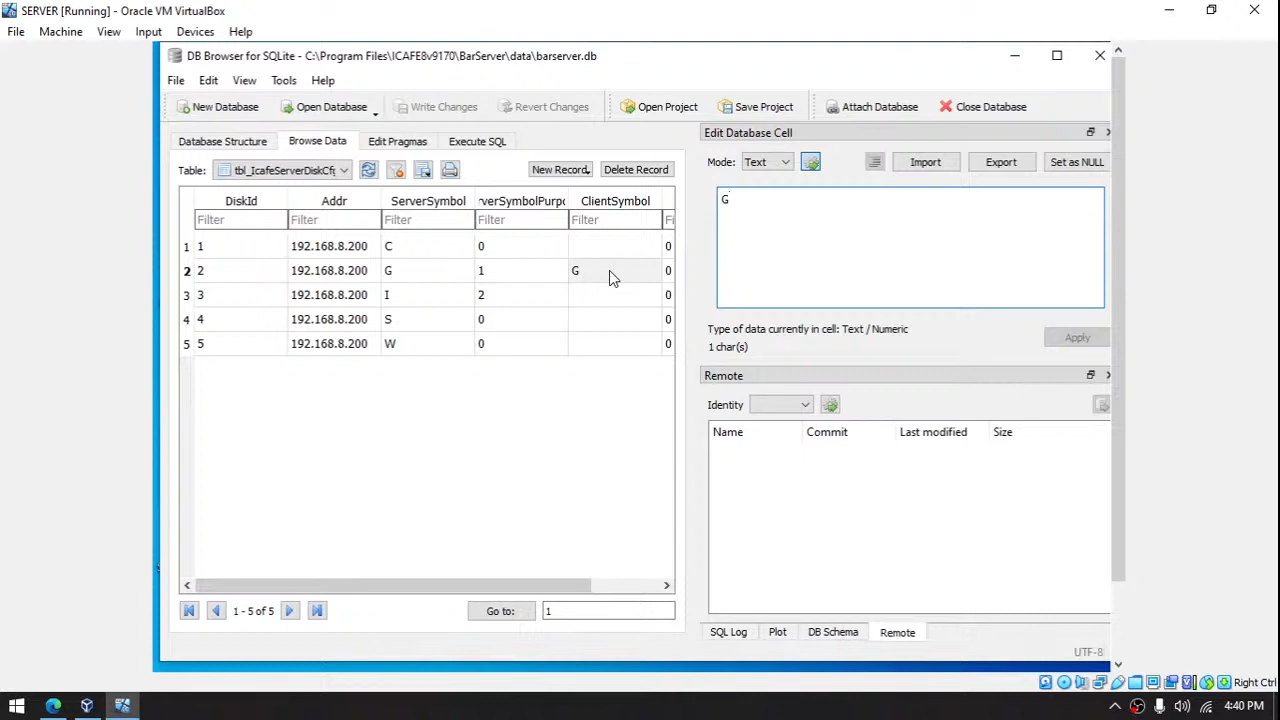 SERVER [Running] - Oracle VM VirtualBox
File Machine View Input Devices Help
DB Browser for SQLite - C:\Program Files\ICAFE8v9170\BarServer\data\barserver.db
File Edit View Tools Help
New Database Open Database Write Changes Revert Changes Open Project Save Project Attach Database Close Database
Database Structure Browse Data Edit Pragmas Execute SQL
Edit Database Cell
Table: tbl_IcafeServerDiskCfg New Record Delete Record
Mode: Text Import Export Set as NULL
DiskId Addr ServerSymbol rverSymbolPurpo ClientSymbol
Filter Filter Filter Filter Filter Fi
1 1 192.168.8.200 C 0 0
2 2 192.168.8.200 G 1 G 0
3 3 192.168.8.200 I 2 0
4 4 192.168.8.200 S 0 0
5 5 192.168.8.200 W 0 0
G
Type of data currently in cell: Text / Numeric
1 char(s)
Apply
Remote
Identity
Name Commit Last modified Size
1 - 5 of 5 Go to: 1
SQL Log Plot DB Schema Remote
UTF-8
Right Ctrl
4:40 PM